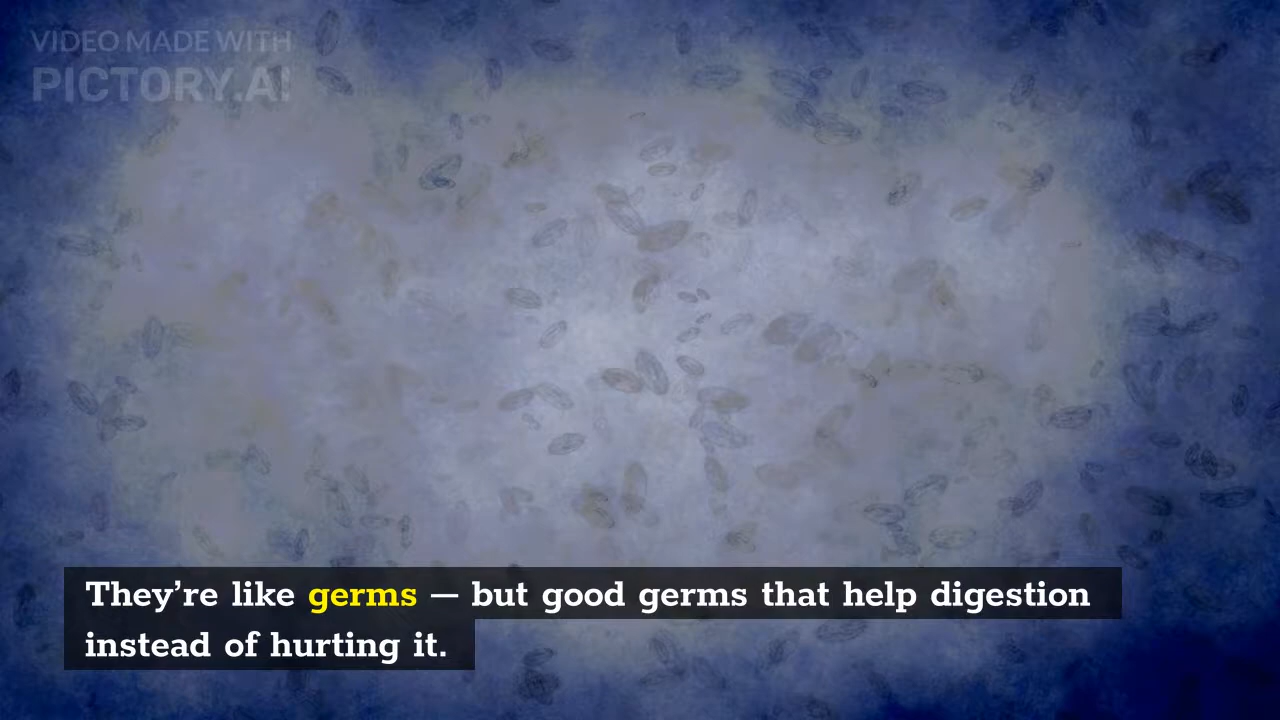 VIDEO MADE WITH
PICTORY.AI
They’re like germs — but good germs that help digestion
instead of hurting it.